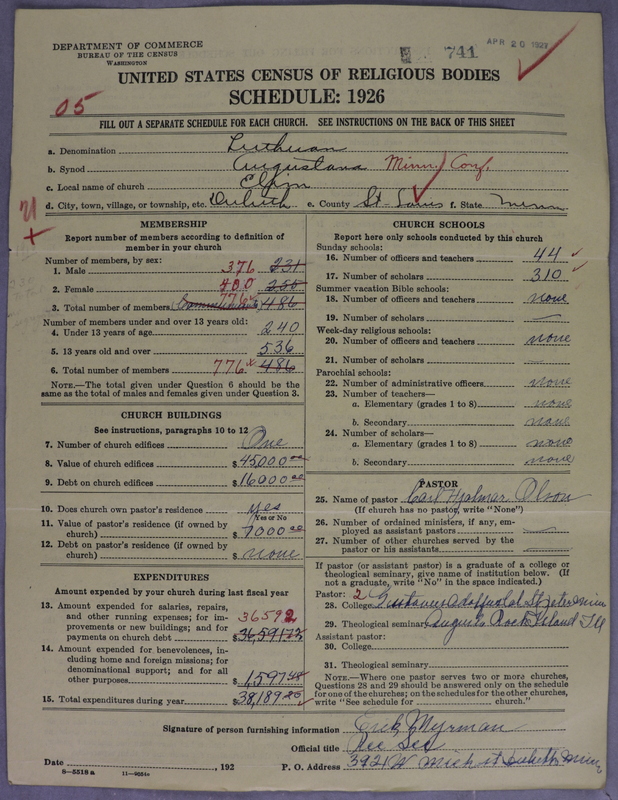 DEPARTMENT OF COMMERCE
BUREAU OF THE CENSUS
WASHINGTON
741
APR 20 1927
UNITED STATES CENSUS OF RELIGIOUS BODIES
SCHEDULE: 1926
05
FILL OUT A SEPARATE SCHEDULE FOR EACH CHURCH. SEE INSTRUCTIONS ON THE BACK OF THIS SHEET
a. Denomination Lutheran
b. Synod Augustana Minn. Conf.
c. Local name of church Elim
d. City, town, village, or township, etc. Duluth e. County St. Louis f. State Minn
MEMBERSHIP
Report number of members according to definition of member in your church
Number of members, by sex:
1. Male 376 231
2. Female 400 255
3. Total number of members 776 486
Number of members under and over 13 years old:
4. Under 13 years of age 240
5. 13 years old and over 536
6. Total number of members 776 x 486
NOTE.—The total given under Question 6 should be the same as the total of males and females given under Question 3.
CHURCH BUILDINGS
See instructions, paragraphs 10 to 12
7. Number of church edifices One
8. Value of church edifices $45000 00
9. Debt on church edifices $16000 00
10. Does church own pastor's residence yes
Yes or No
11. Value of pastor's residence (if owned by church) $7000 00
12. Debt on pastor's residence (if owned by church) $ none
EXPENDITURES
Amount expended by your church during last fiscal year
13. Amount expended for salaries, repairs, and other running expenses; for improvements or new buildings; and for payments on church debt 36592 $36,591
14. Amount expended for benevolences, including home and foreign missions; for denominational support; and for all other purposes $1,597
15. Total expenditures during year $38,189
CHURCH SCHOOLS
Report here only schools conducted by this church
Sunday schools:
16. Number of officers and teachers 44
17. Number of scholars 310
Summer vacation Bible schools:
18. Number of officers and teachers none
19. Number of scholars —
Week-day religious schools:
20. Number of officers and teachers none
21. Number of scholars —
Parochial schools:
22. Number of administrative officers none
23. Number of teachers—
a. Elementary (grades 1 to 8) none
b. Secondary none
24. Number of scholars—
a. Elementary (grades 1 to 8) none
b. Secondary none
PASTOR
25. Name of pastor Carl Hjalmar Olson
(If church has no pastor, write "None")
26. Number of ordained ministers, if any, employed as assistant pastors —
27. Number of other churches served by the pastor or his assistants —
If pastor (or assistant pastor) is a graduate of a college or theological seminary, give name of institution below. (If not a graduate, write "No" in the space indicated.)
Pastor: 2
28. College Gustavus Adolphus St Peter Minn
29. Theological seminary Augusta Rock Island Ill
Assistant pastor:
30. College
31. Theological seminary
NOTE.—Where one pastor serves two or more churches, Questions 28 and 29 should be answered only on the schedule for one of the churches; on the schedules for the other churches, write "See schedule for church."
Signature of person furnishing information Erick Myrman
Official title Rec Sec
Date , 192 P. O. Address 3921 W Mich st Duluth Minn
8—5518 a 11—9654a